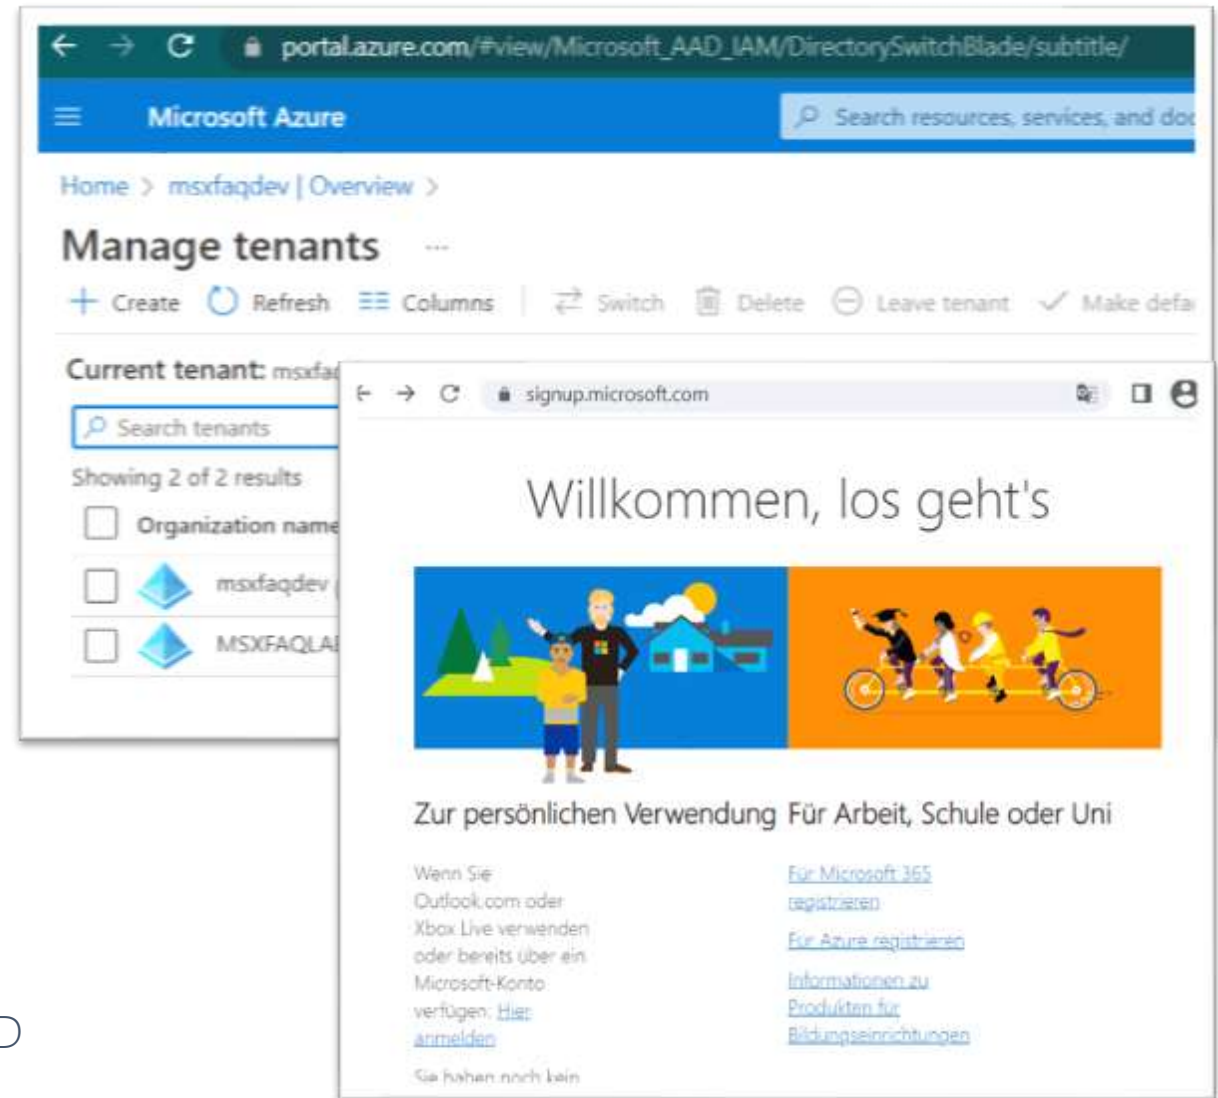 portal.azure.com/#view/Microsoft_AAD_IAM/DirectorySwitchBlade/subtitle/
Microsoft Azure
Search resources, services, and doc
Home > msxfaqdev | Overview >
Manage tenants ...
+ Create Refresh Columns Switch Delete Leave tenant Make defa
Current tenant: msxfaq
Search tenants
Showing 2 of 2 results
Organization name
msxfaqdev
MSXFAQLAB
signup.microsoft.com
Willkommen, los geht's
Zur persönlichen Verwendung
Wenn Sie
Outlook.com oder
Xbox Live verwenden
oder bereits über ein
Microsoft-Konto
verfügen: Hier
anmelden
Sie haben noch kein
Für Arbeit, Schule oder Uni
Für Microsoft 365
registrieren
Für Azure registrieren
Informationen zu
Produkten für
Bildungseinrichtungen
D